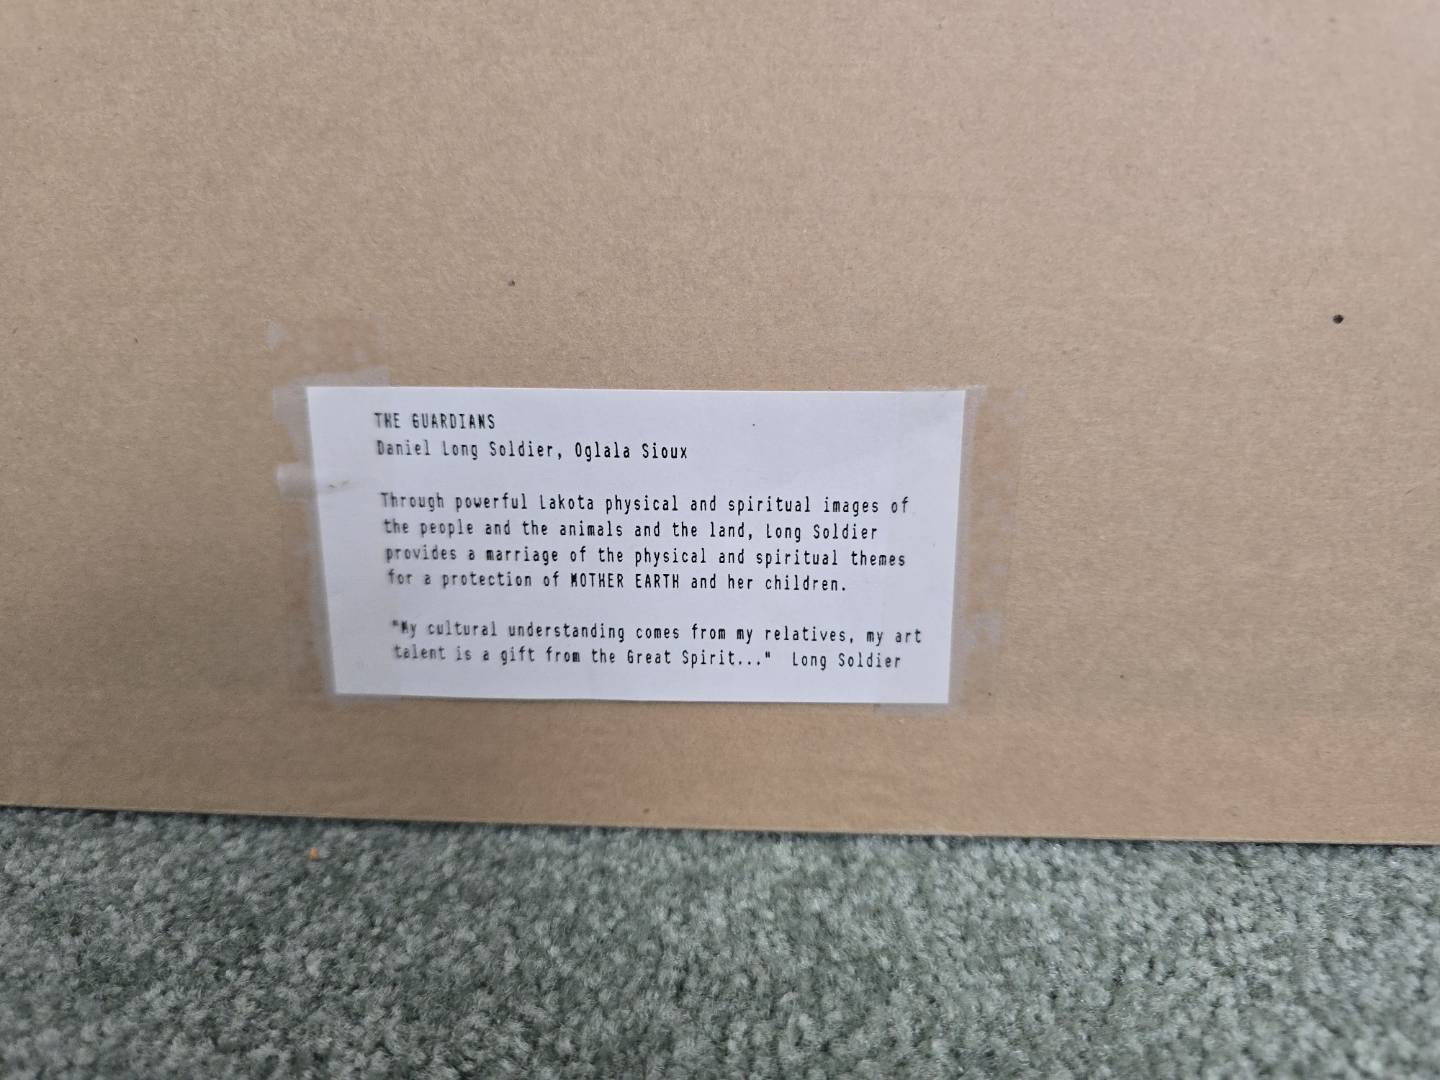 THE GUARDIANS
Daniel Long Soldier, Oglala Sioux
Through powerful Lakota physical and spiritual images of
the people and the animals and the land, Long Soldier
provides a marriage of the physical and spiritual themes
for a protection of MOTHER EARTH and her children.
"My cultural understanding comes from my relatives, my art
talent is a gift from the Great Spirit..."  Long Soldier